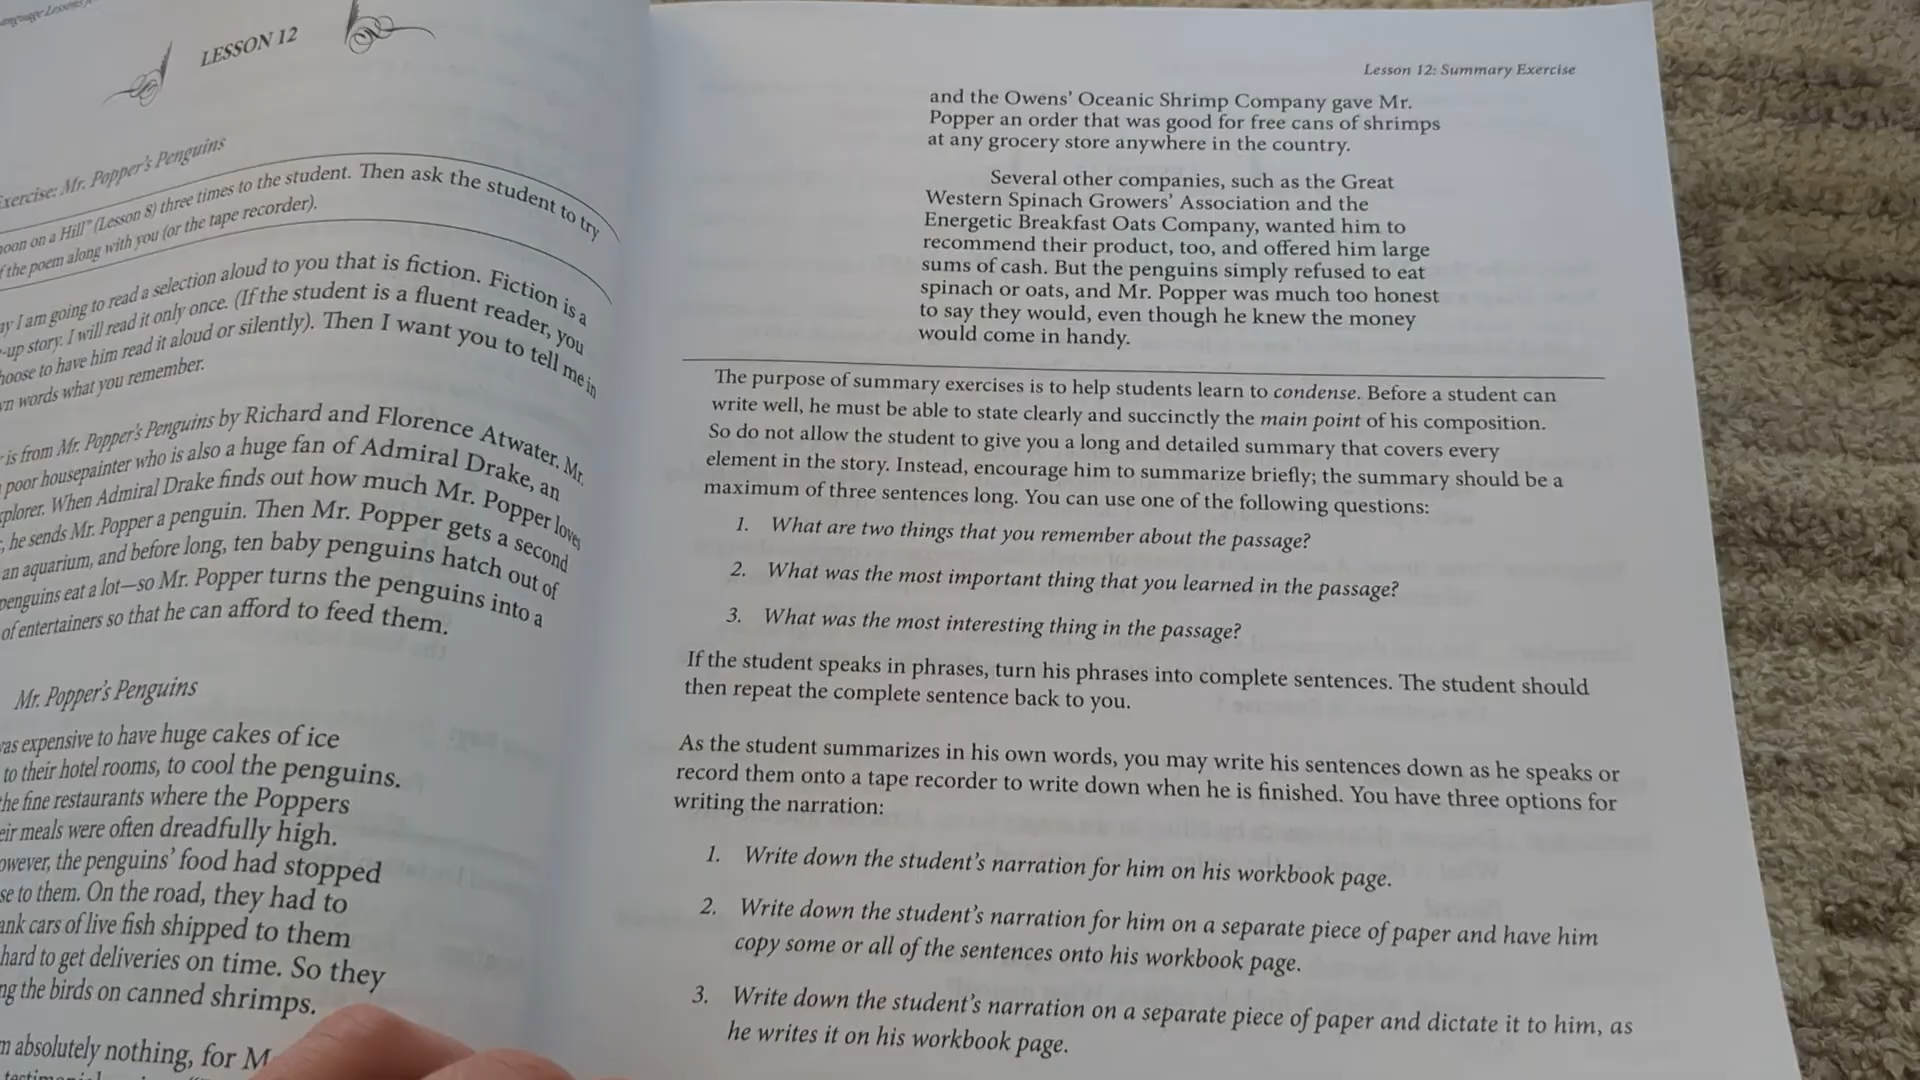 anguage Lessons
LESSON 12
Exercise: Mr. Popper's Penguins
oon on a Hill" (Lesson 8) three times to the student. Then ask the student to try
f the poem along with you (or the tape recorder).
ay I am going to read a selection aloud to you that is fiction. Fiction is a
-up story. I will read it only once. (If the student is a fluent reader, you
hoose to have him read it aloud or silently). Then I want you to tell me in
wn words what you remember.
is from Mr. Popper's Penguins by Richard and Florence Atwater. Mr.
poor housepainter who is also a huge fan of Admiral Drake, an
xplorer. When Admiral Drake finds out how much Mr. Popper loves
, he sends Mr. Popper a penguin. Then Mr. Popper gets a second
an aquarium, and before long, ten baby penguins hatch out of
penguins eat a lot—so Mr. Popper turns the penguins into a
of entertainers so that he can afford to feed them.
Mr. Popper's Penguins
was expensive to have huge cakes of ice
to their hotel rooms, to cool the penguins.
the fine restaurants where the Poppers
eir meals were often dreadfully high.
owever, the penguins' food had stopped
se to them. On the road, they had to
ank cars of live fish shipped to them
hard to get deliveries on time. So they
ng the birds on canned shrimps.
m absolutely nothing, for M
Lesson 12: Summary Exercise
and the Owens' Oceanic Shrimp Company gave Mr.
Popper an order that was good for free cans of shrimps
at any grocery store anywhere in the country.
Several other companies, such as the Great
Western Spinach Growers' Association and the
Energetic Breakfast Oats Company, wanted him to
recommend their product, too, and offered him large
sums of cash. But the penguins simply refused to eat
spinach or oats, and Mr. Popper was much too honest
to say they would, even though he knew the money
would come in handy.
The purpose of summary exercises is to help students learn to condense. Before a student can
write well, he must be able to state clearly and succinctly the main point of his composition.
So do not allow the student to give you a long and detailed summary that covers every
element in the story. Instead, encourage him to summarize briefly; the summary should be a
maximum of three sentences long. You can use one of the following questions:
1. What are two things that you remember about the passage?
2. What was the most important thing that you learned in the passage?
3. What was the most interesting thing in the passage?
If the student speaks in phrases, turn his phrases into complete sentences. The student should
then repeat the complete sentence back to you.
As the student summarizes in his own words, you may write his sentences down as he speaks or
record them onto a tape recorder to write down when he is finished. You have three options for
writing the narration:
1. Write down the student's narration for him on his workbook page.
2. Write down the student's narration for him on a separate piece of paper and have him
copy some or all of the sentences onto his workbook page.
3. Write down the student's narration on a separate piece of paper and dictate it to him, as
he writes it on his workbook page.